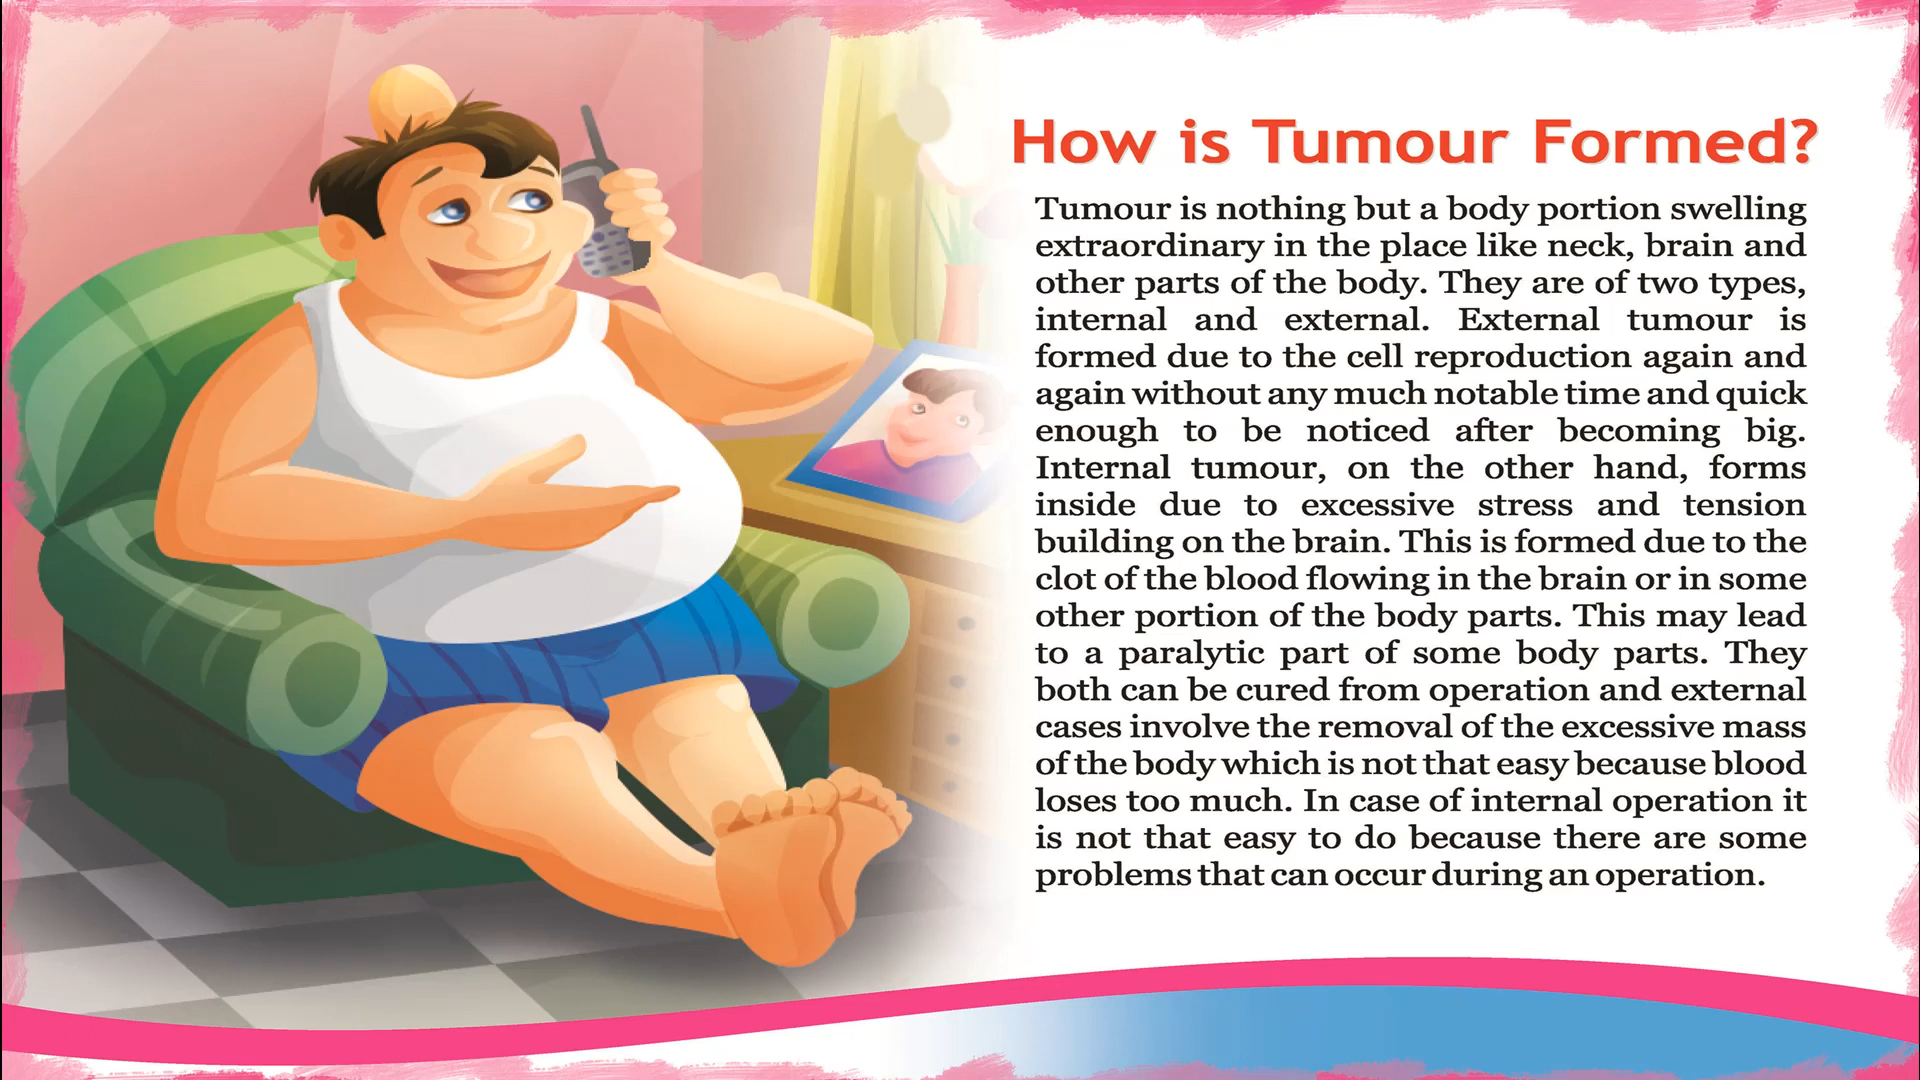 How is Tumour Formed?
Tumour is nothing but a body portion swelling
extraordinary in the place like neck, brain and
other parts of the body. They are of two types,
internal and external. External tumour is
formed due to the cell reproduction again and
again without any much notable time and quick
enough to be noticed after becoming big.
Internal tumour, on the other hand, forms
inside due to excessive stress and tension
building on the brain. This is formed due to the
clot of the blood flowing in the brain or in some
other portion of the body parts. This may lead
to a paralytic part of some body parts. They
both can be cured from operation and external
cases involve the removal of the excessive mass
of the body which is not that easy because blood
loses too much. In case of internal operation it
is not that easy to do because there are some
problems that can occur during an operation.